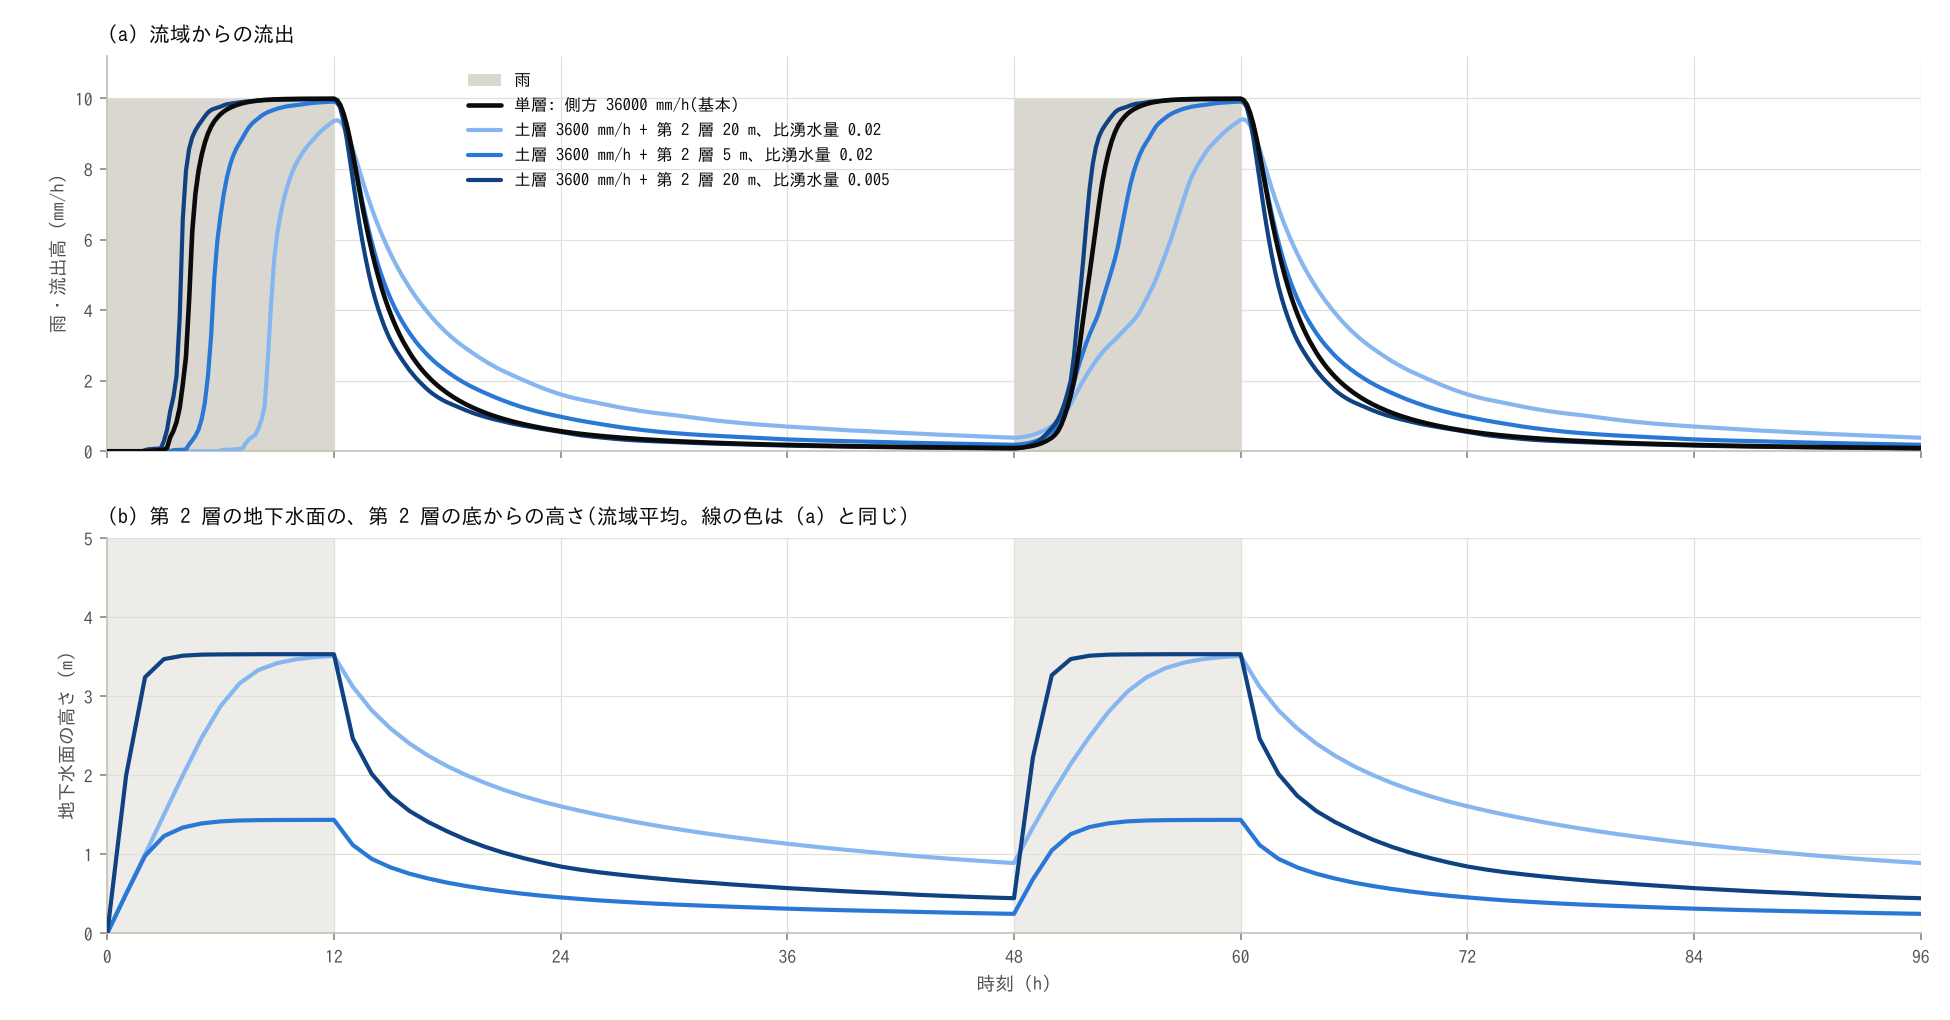 (a) 流域からの流出
雨
単層: 側方 36000 mm/h(基本)
土層 3600 mm/h + 第 2 層 20 m、比湧水量 0.02
土層 3600 mm/h + 第 2 層 5 m、比湧水量 0.02
土層 3600 mm/h + 第 2 層 20 m、比湧水量 0.005
雨・流出高 (mm/h)
10
8
6
4
2
0
(b) 第 2 層の地下水面の、第 2 層の底からの高さ(流域平均。線の色は (a) と同じ)
地下水面の高さ (m)
5
4
3
2
1
0
0 12 24 36 48 60 72 84 96
時刻 (h)